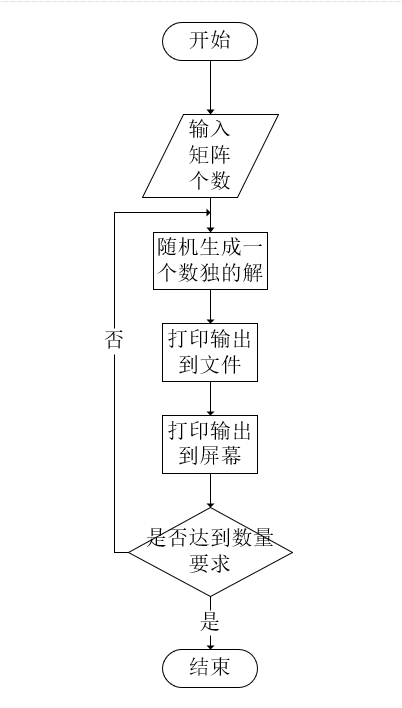 开始
输入
矩阵
个数
随机生成一
个数独的解
否
打印输出
到文件
打印输出
到屏幕
是否达到数量
要求
是
结束